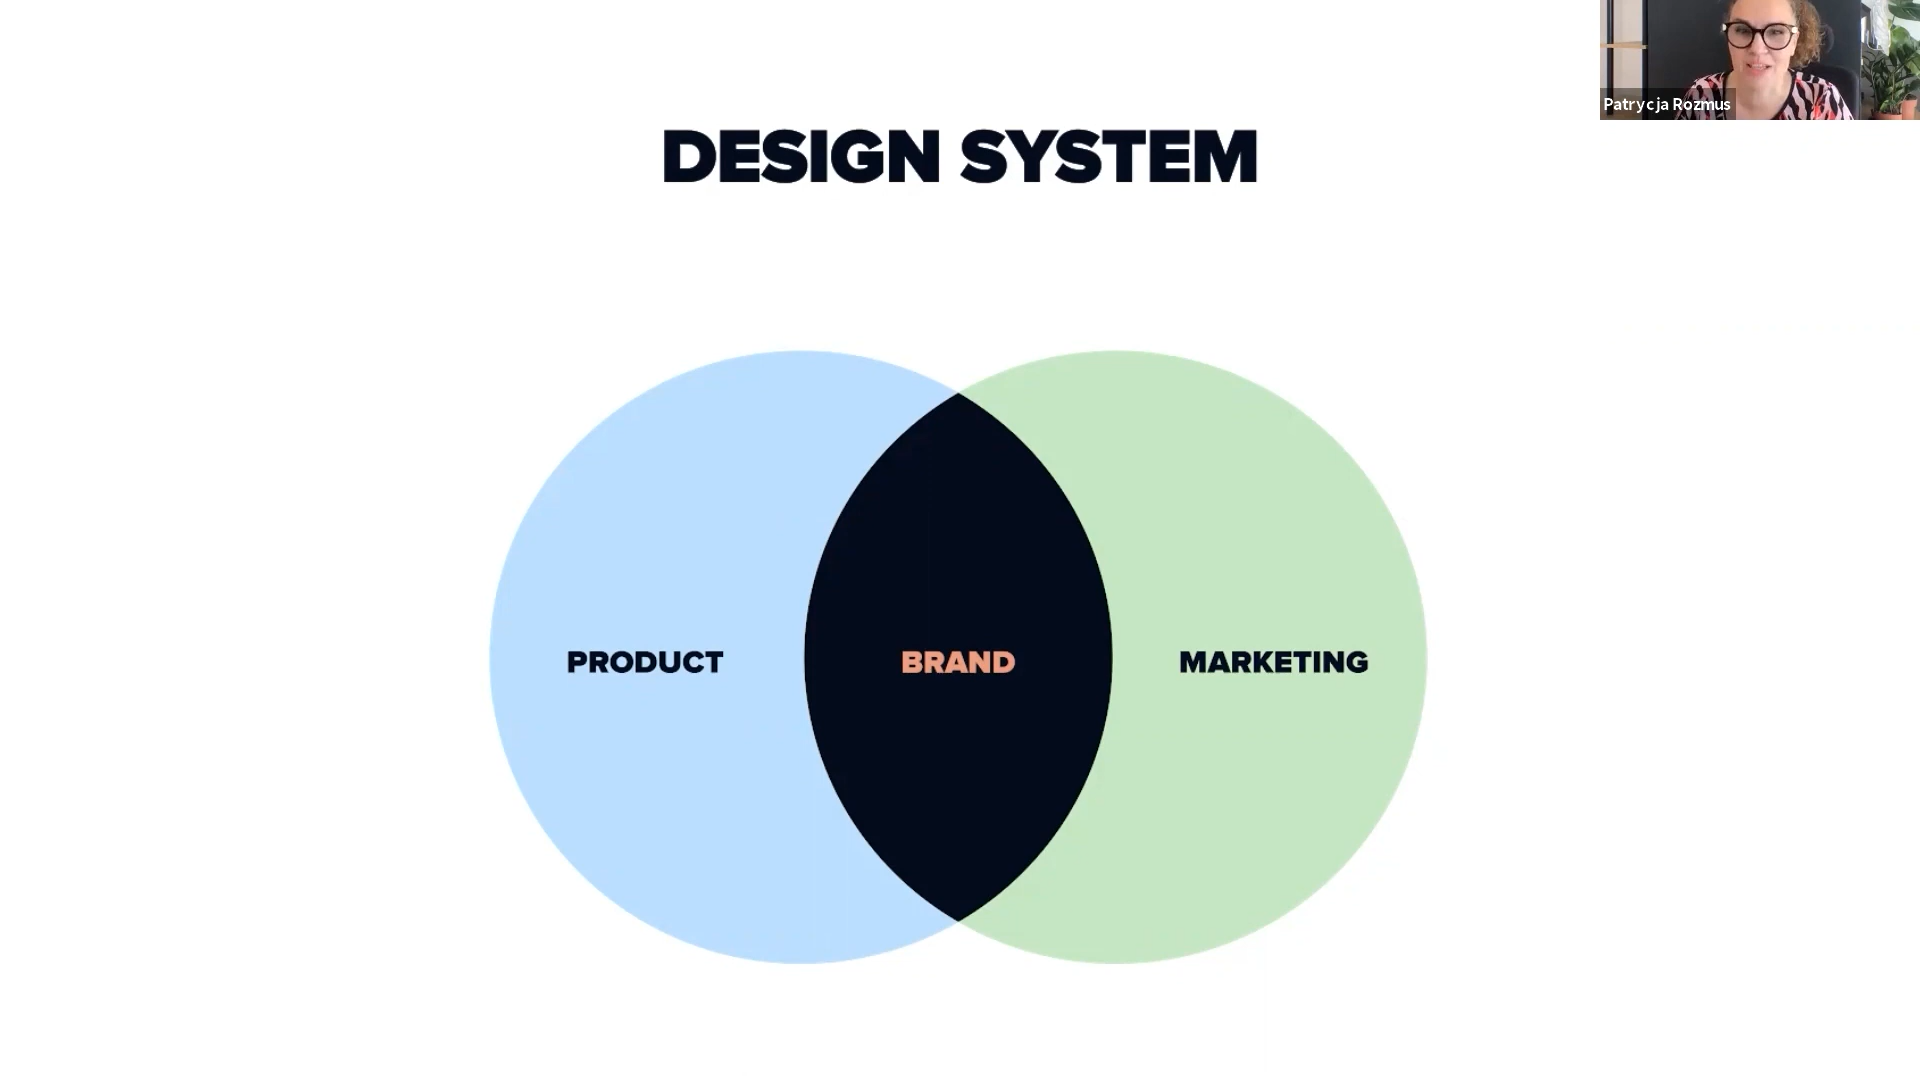 Patrycja Rozmus
DESIGN SYSTEM
PRODUCT
BRAND
MARKETING